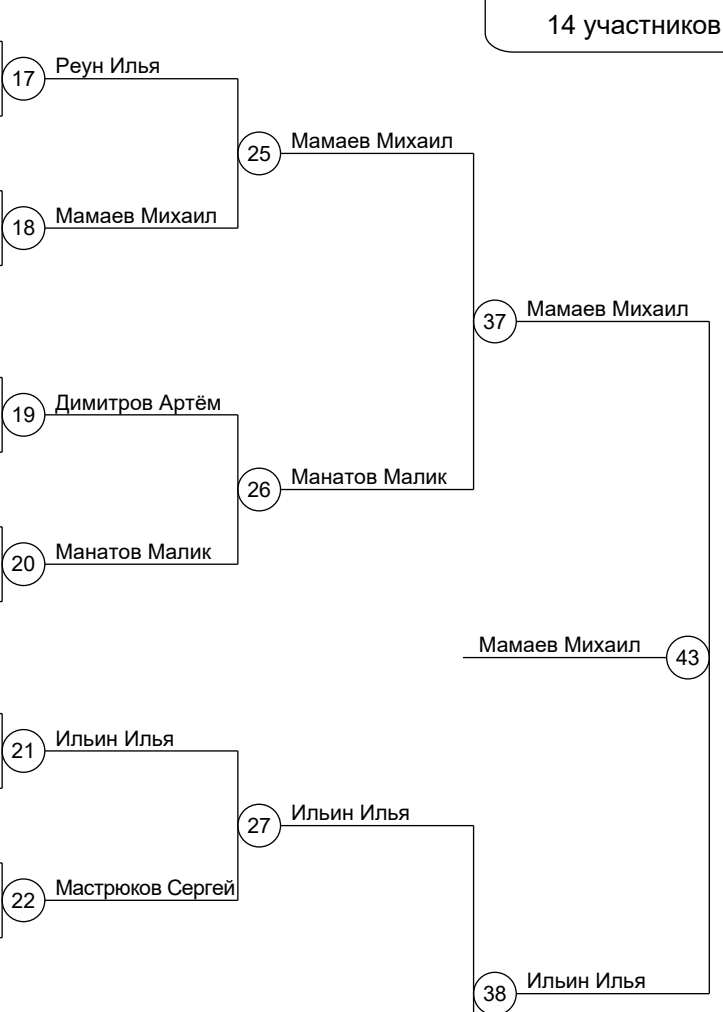 14 участников
17 Реун Илья
25 Мамаев Михаил
18 Мамаев Михаил
37 Мамаев Михаил
19 Димитров Артём
26 Манатов Малик
20 Манатов Малик
Мамаев Михаил 43
21 Ильин Илья
27 Ильин Илья
22 Мастрюков Сергей
38 Ильин Илья